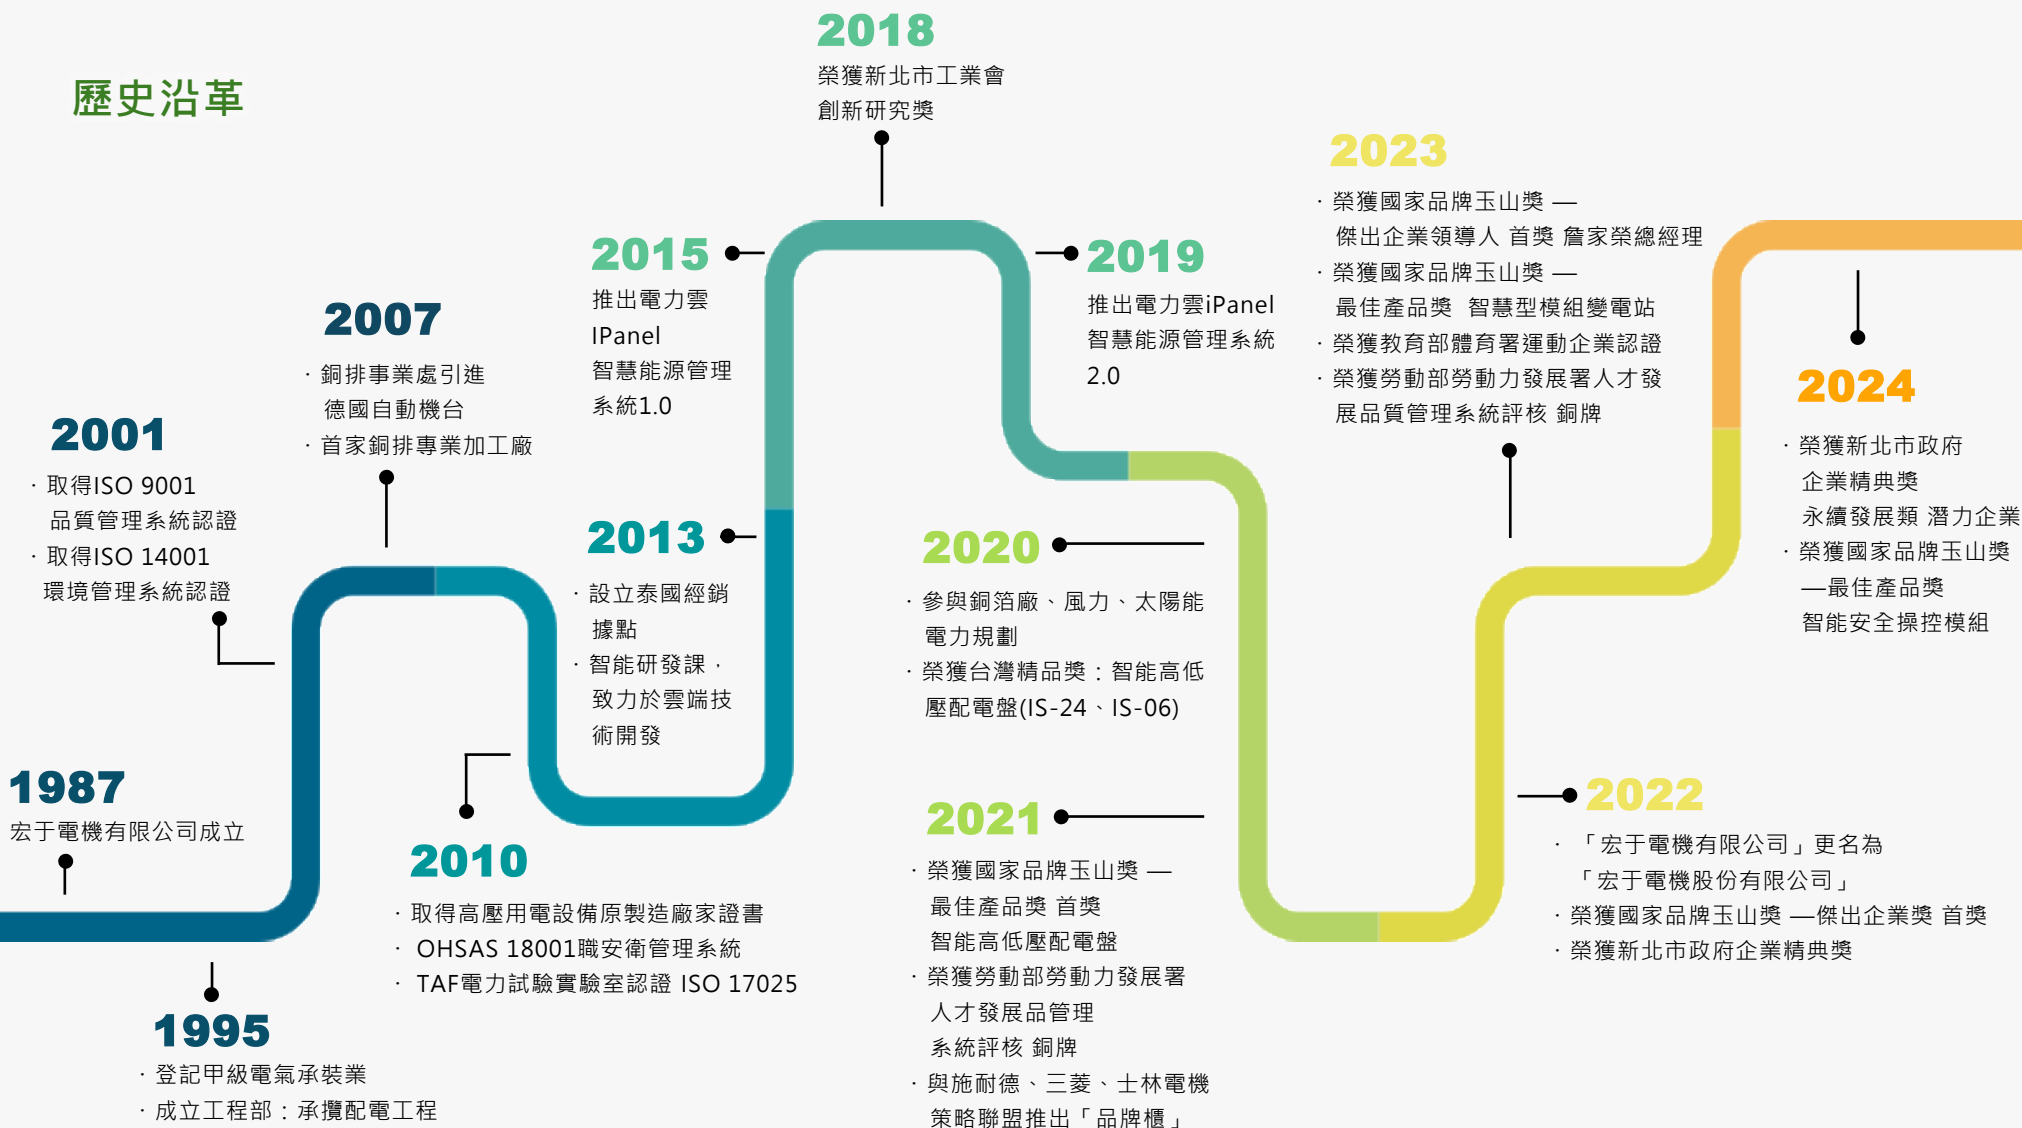 歷史沿革
1987
宏于電機有限公司成立
1995
· 登記甲級電氣承裝業
· 成立工程部：承攬配電工程
2001
· 取得ISO 9001
品質管理系統認證
· 取得ISO 14001
環境管理系統認證
2007
· 銅排事業處引進
德國自動機台
· 首家銅排專業加工廠
2010
· 取得高壓用電設備原製造廠家證書
· OHSAS 18001職安衛管理系統
· TAF電力試驗實驗室認證 ISO 17025
2013
· 設立泰國經銷
據點
· 智能研發課，
致力於雲端技
術開發
2015
推出電力雲
IPanel
智慧能源管理
系統1.0
2018
榮獲新北市工業會
創新研究獎
2019
推出電力雲iPanel
智慧能源管理系統
2.0
2020
· 參與銅箔廠、風力、太陽能
電力規劃
· 榮獲台灣精品獎：智能高低
壓配電盤(IS-24、IS-06)
2021
· 榮獲國家品牌玉山獎 —
最佳產品獎 首獎
智能高低壓配電盤
· 榮獲勞動部勞動力發展署
人才發展品管理
系統評核 銅牌
· 與施耐德、三菱、士林電機
策略聯盟推出「品牌櫃」
2022
· 「宏于電機有限公司」更名為
「宏于電機股份有限公司」
· 榮獲國家品牌玉山獎 —傑出企業獎 首獎
· 榮獲新北市政府企業精典獎
2023
· 榮獲國家品牌玉山獎 —
傑出企業領導人 首獎 詹家榮總經理
· 榮獲國家品牌玉山獎 —
最佳產品獎 智慧型模組變電站
· 榮獲教育部體育署運動企業認證
· 榮獲勞動部勞動力發展署人才發
展品質管理系統評核 銅牌
2024
· 榮獲新北市政府
企業精典獎
永續發展類 潛力企業
· 榮獲國家品牌玉山獎
—最佳產品獎
智能安全操控模組